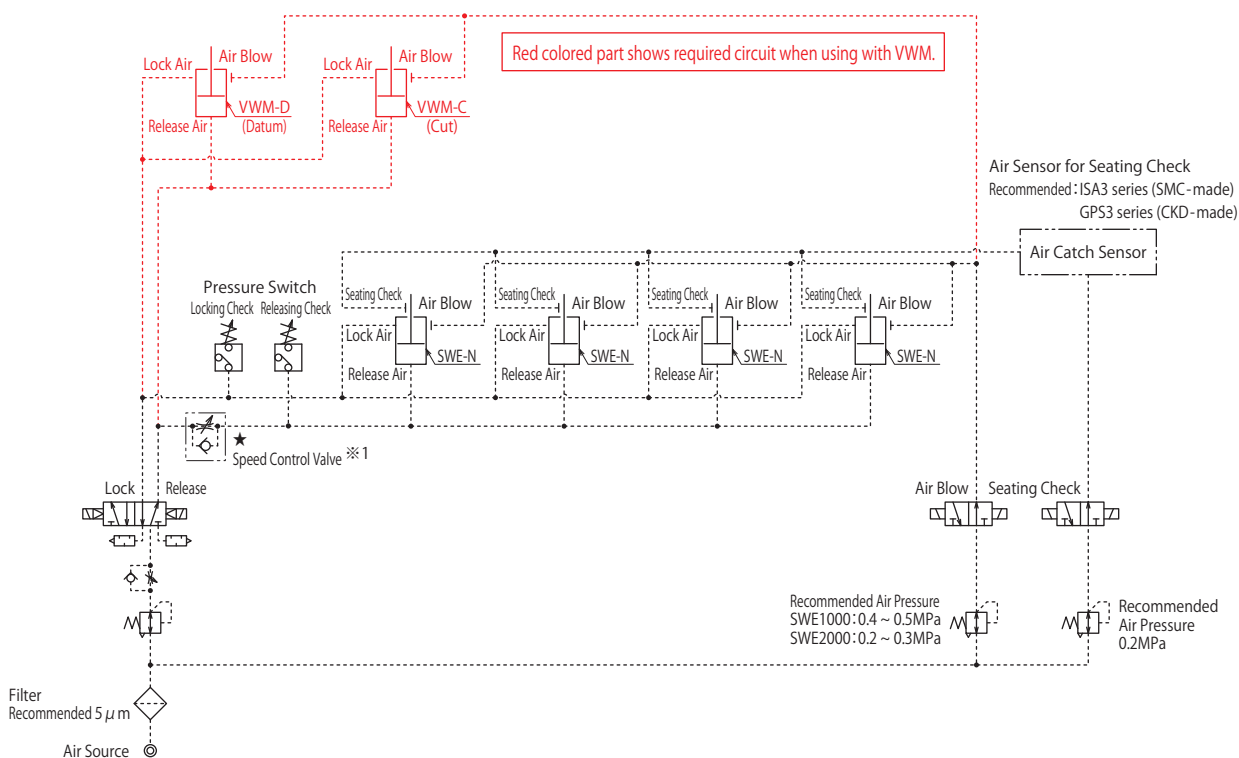 Red colored part shows required circuit when using with VWM.
Lock Air
Air Blow
VWM-D
(Datum)
Release Air
Lock Air
Air Blow
VWM-C
(Cut)
Release Air
Air Sensor for Seating Check
Recommended:ISA3 series (SMC-made)
GPS3 series (CKD-made)
Air Catch Sensor
Pressure Switch
Locking Check
Releasing Check
Seating Check
Air Blow
Lock Air
SWE-N
Release Air
Seating Check
Air Blow
Lock Air
SWE-N
Release Air
Seating Check
Air Blow
Lock Air
SWE-N
Release Air
Seating Check
Air Blow
Lock Air
SWE-N
Release Air
★
Speed Control Valve ※1
Lock
Release
Air Blow
Seating Check
Recommended Air Pressure
SWE1000:0.4 ~ 0.5MPa
SWE2000:0.2 ~ 0.3MPa
Recommended
Air Pressure
0.2MPa
Filter
Recommended 5 μ m
Air Source